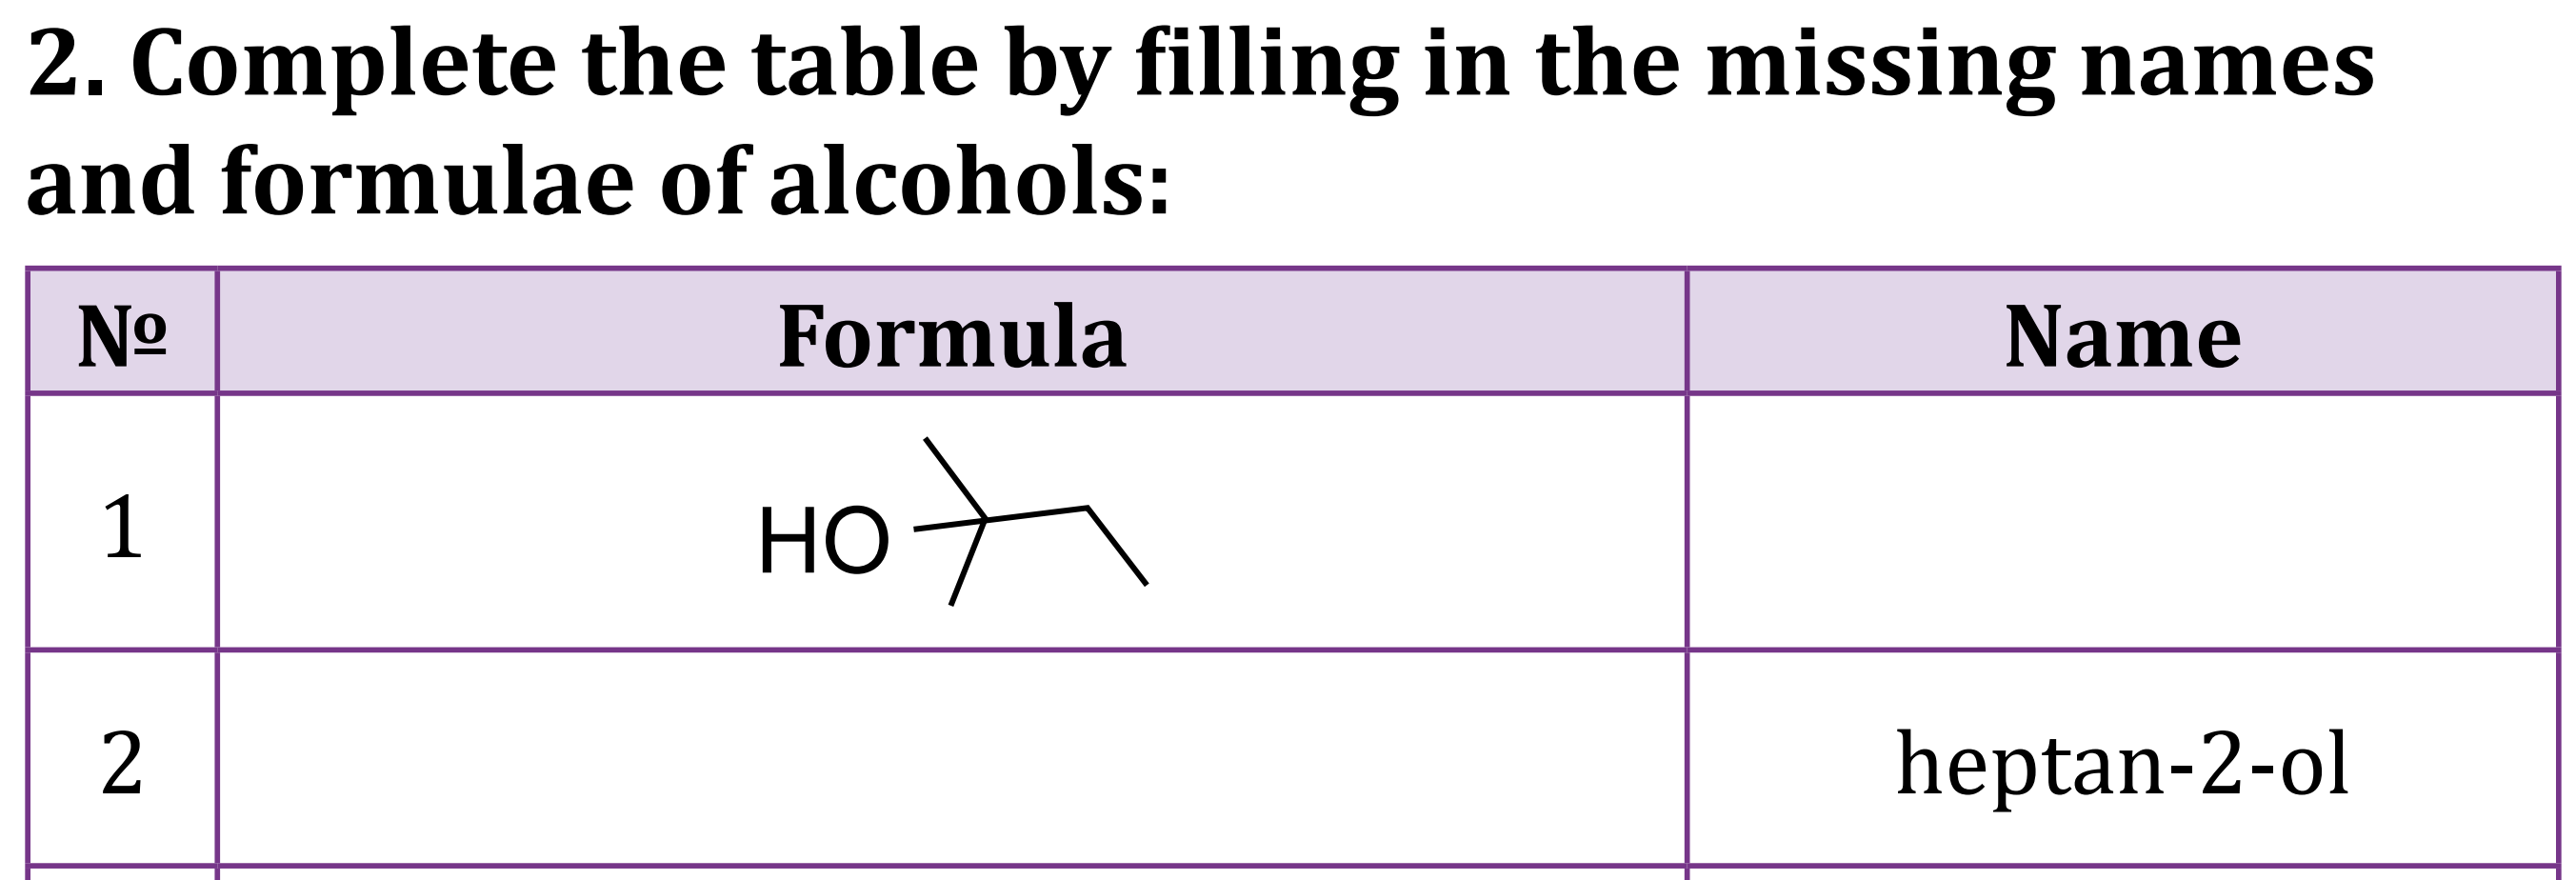 2. Complete the table by filling in the missing names
and formulae of alcohols:
№ Formula Name
1 HO
2 heptan-2-ol